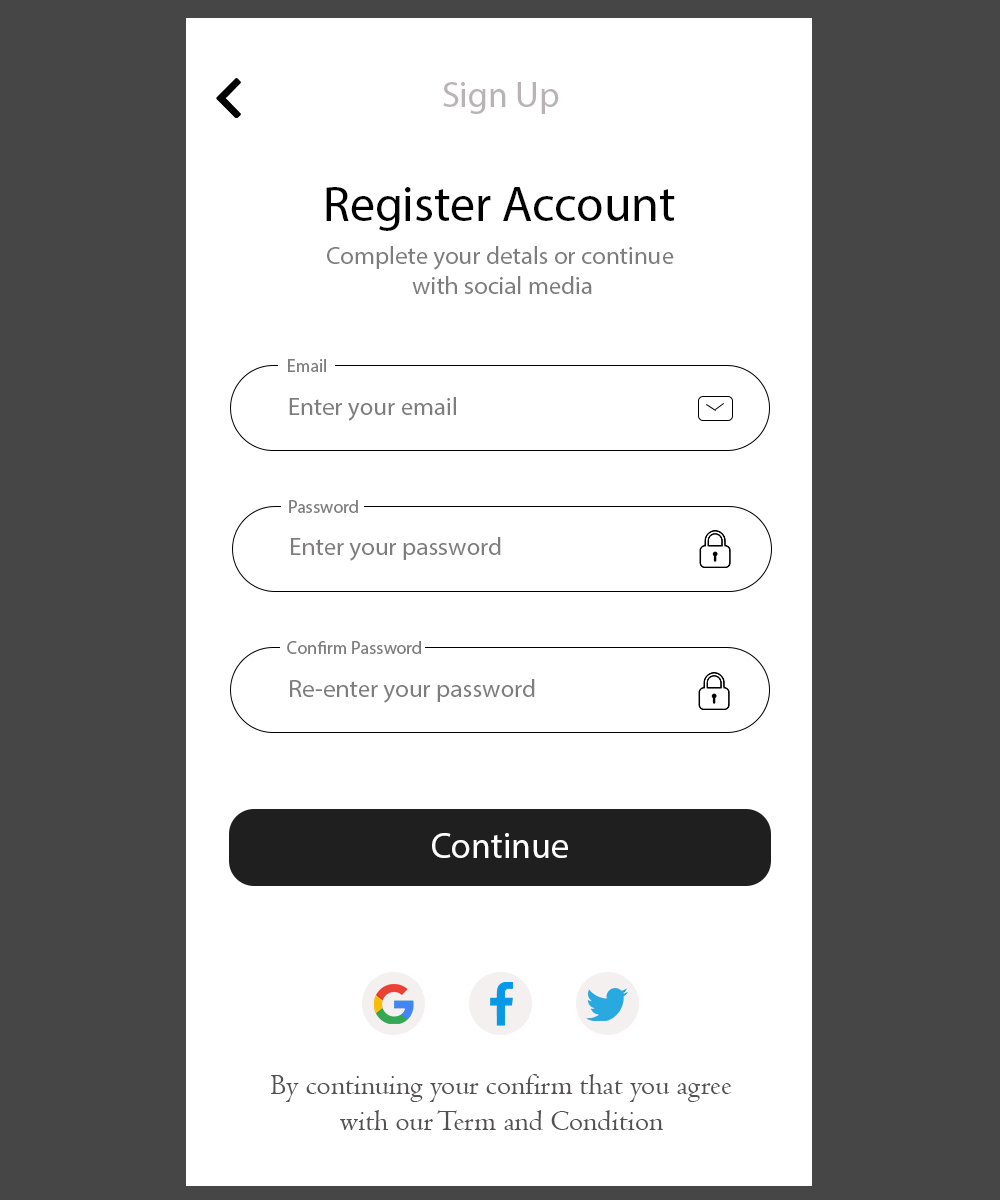 Sign Up
Register Account
Complete your detals or continue
with social media
Email
Enter your email
Password
Enter your password
Confirm Password
Re-enter your password
Continue
By continuing your confirm that you agree
with our Term and Condition